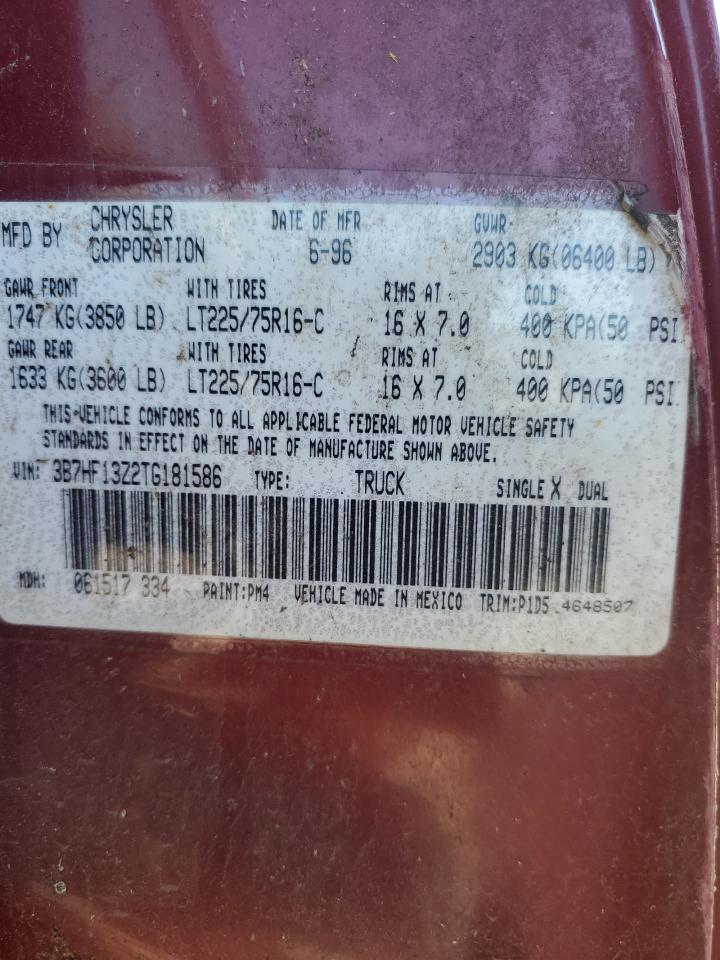 MFD BY CHRYSLER CORPORATION DATE OF MFR 6-96 GVWR 2903 KG(06400 LB)
GAWR FRONT WITH TIRES RIMS AT COLD
1747 KG(3850 LB) LT225/75R16-C 16 X 7.0 400 KPA(50 PSI
GAWR REAR WITH TIRES RIMS AT COLD
1633 KG(3600 LB) LT225/75R16-C 16 X 7.0 400 KPA(50 PSI
THIS VEHICLE CONFORMS TO ALL APPLICABLE FEDERAL MOTOR VEHICLE SAFETY
STANDARDS IN EFFECT ON THE DATE OF MANUFACTURE SHOWN ABOVE.
VIN: 3B7HF13Z2TG181586 TYPE: TRUCK SINGLE X DUAL
MDH: 061517 334 PAINT:PM4 VEHICLE MADE IN MEXICO TRIM:P1D5 4648507